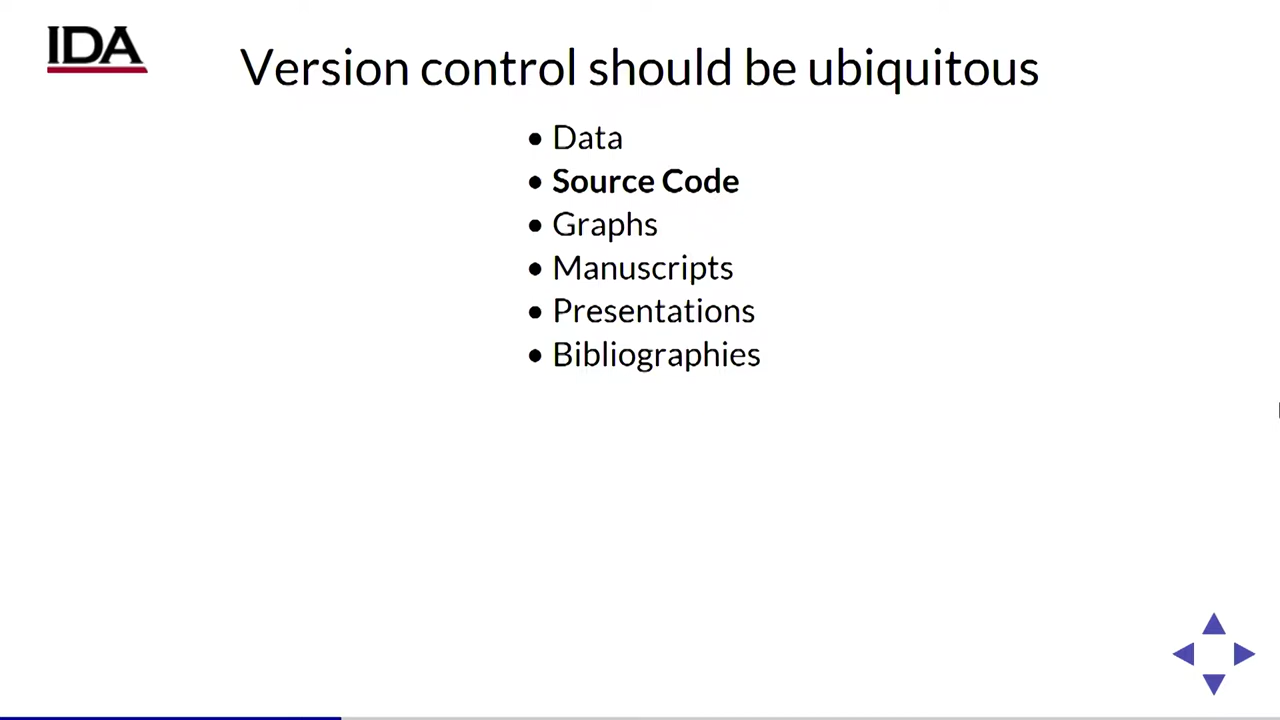 IDA
Version control should be ubiquitous
• Data
• Source Code
• Graphs
• Manuscripts
• Presentations
• Bibliographies